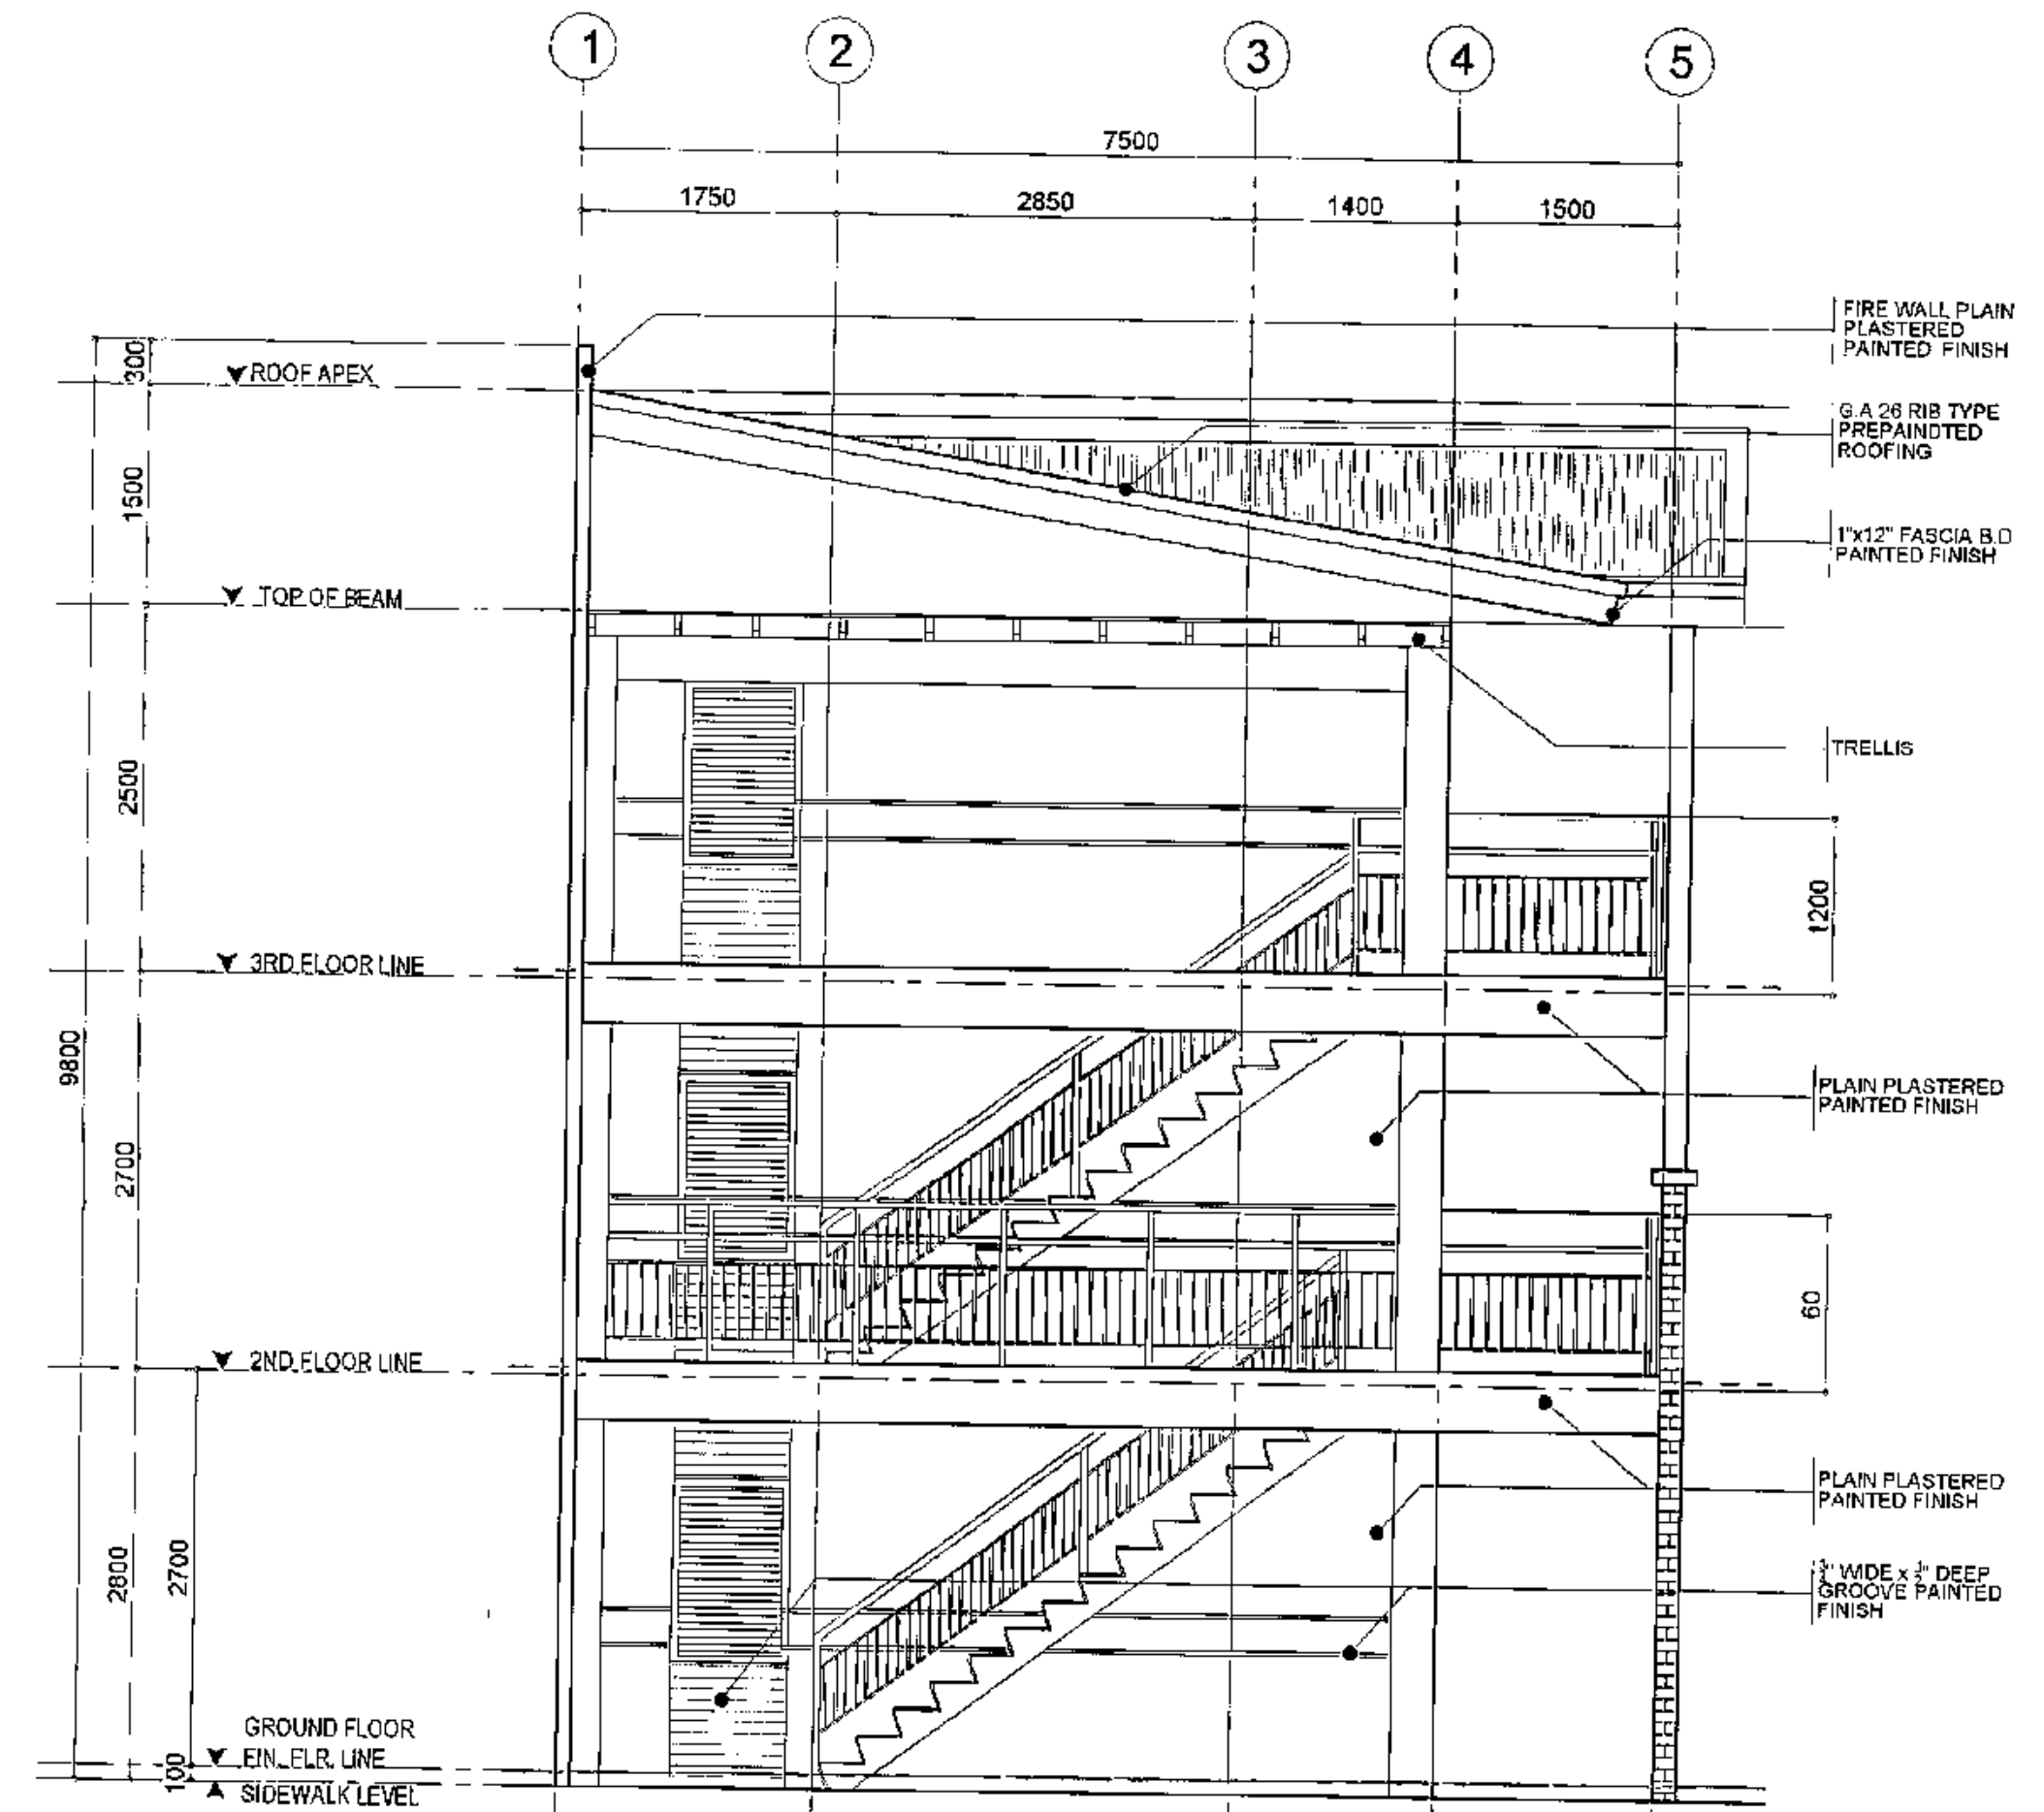 1 2 3 4 5
7500
1750 2850 1400 1500
FIRE WALL PLAIN
PLASTERED
PAINTED FINISH
300
ROOF APEX
G.A 26 RIB TYPE
PREPAINDTED
ROOFING
1500
1"x12" FASCIA B.D
PAINTED FINISH
TOP OF BEAM
TRELLIS
2500
1200
3RD FLOOR LINE
9800
PLAIN PLASTERED
PAINTED FINISH
2700
60
2ND FLOOR LINE
PLAIN PLASTERED
PAINTED FINISH
2800
2700
WIDE x DEEP
GROOVE PAINTED
FINISH
GROUND FLOOR
FIN. FLR. LINE
100
SIDEWALK LEVEL